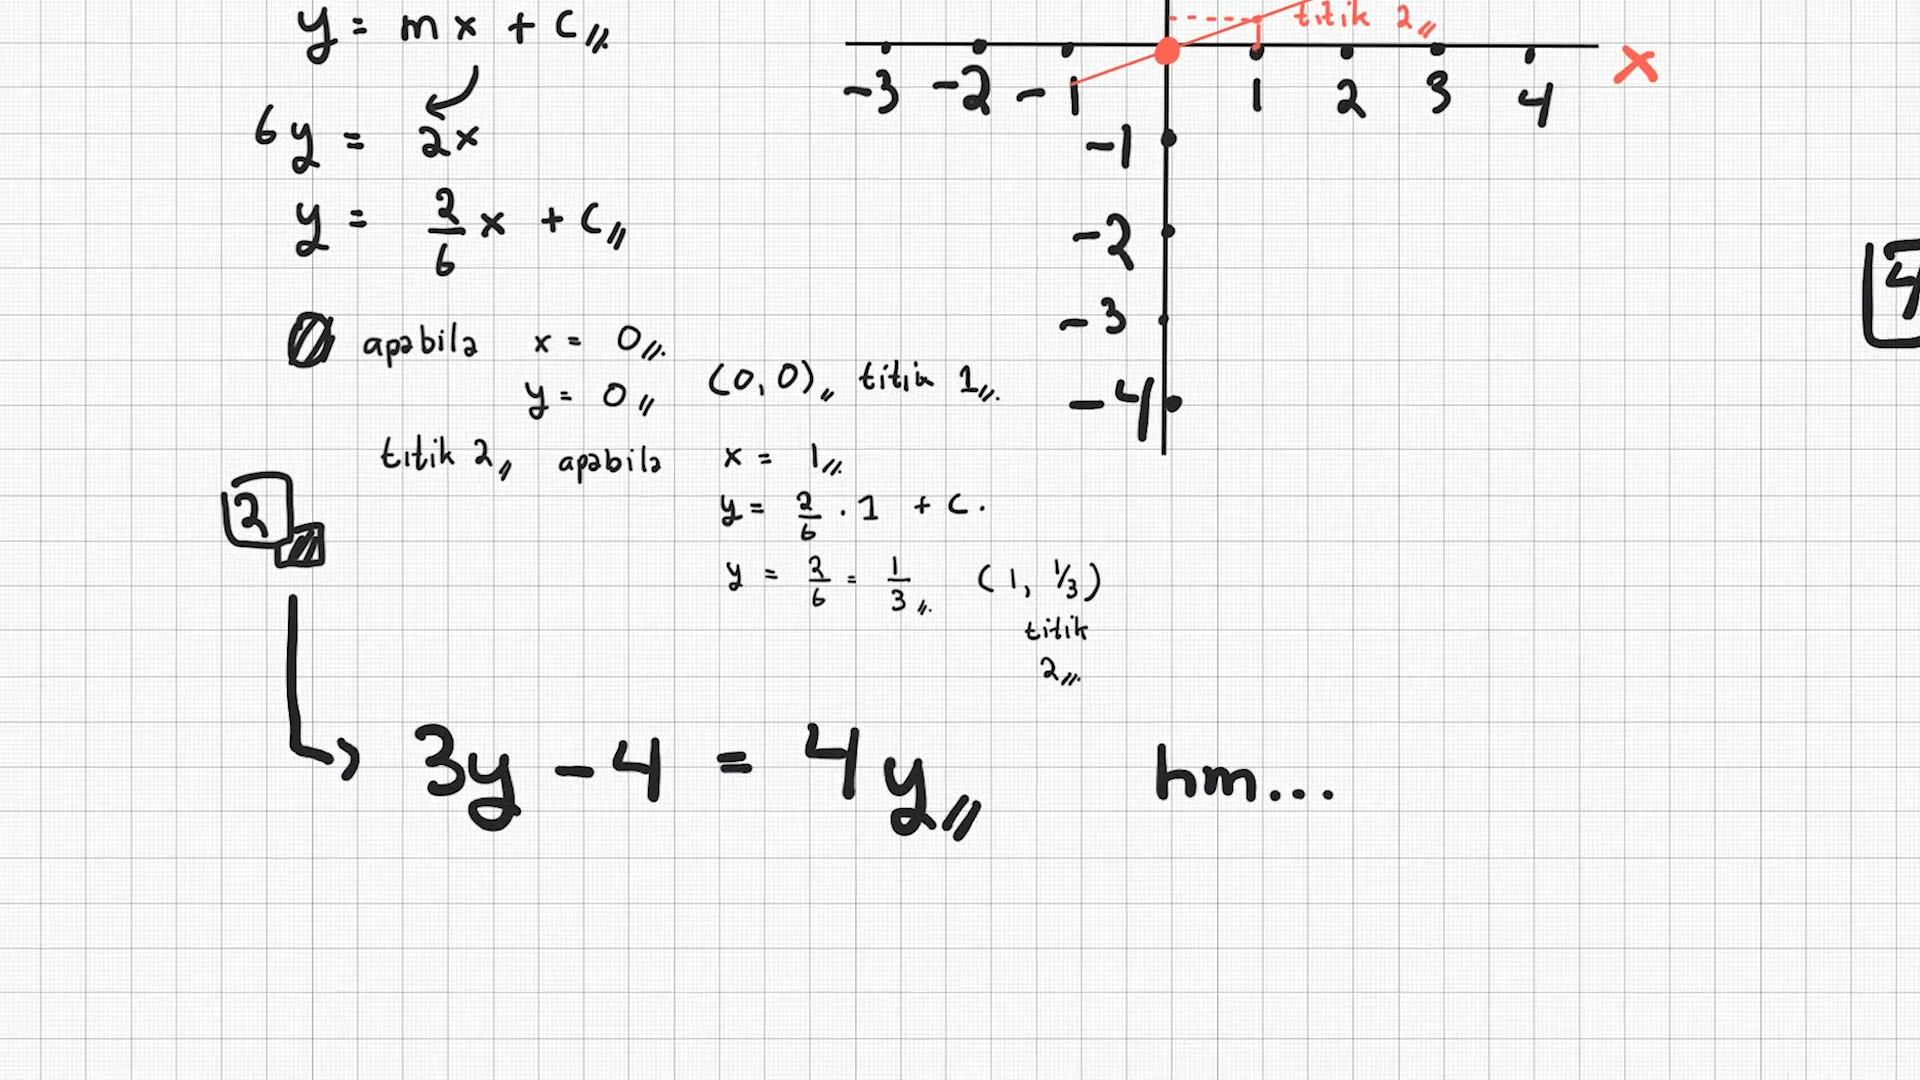 y = mx + c
6y = 2x
y = 2/6 x + c
apabila x = 0
y = 0
(0,0), titik 1
titik 2, apabila x = 1
y = 2/6 . 1 + c.
y = 2/6 = 1/3 (1, 1/3)
titik
2
2
3y - 4 = 4y hm...
titik 2
x
-3 -2 -1 1 2 3 4
-1
-2
-3
-4